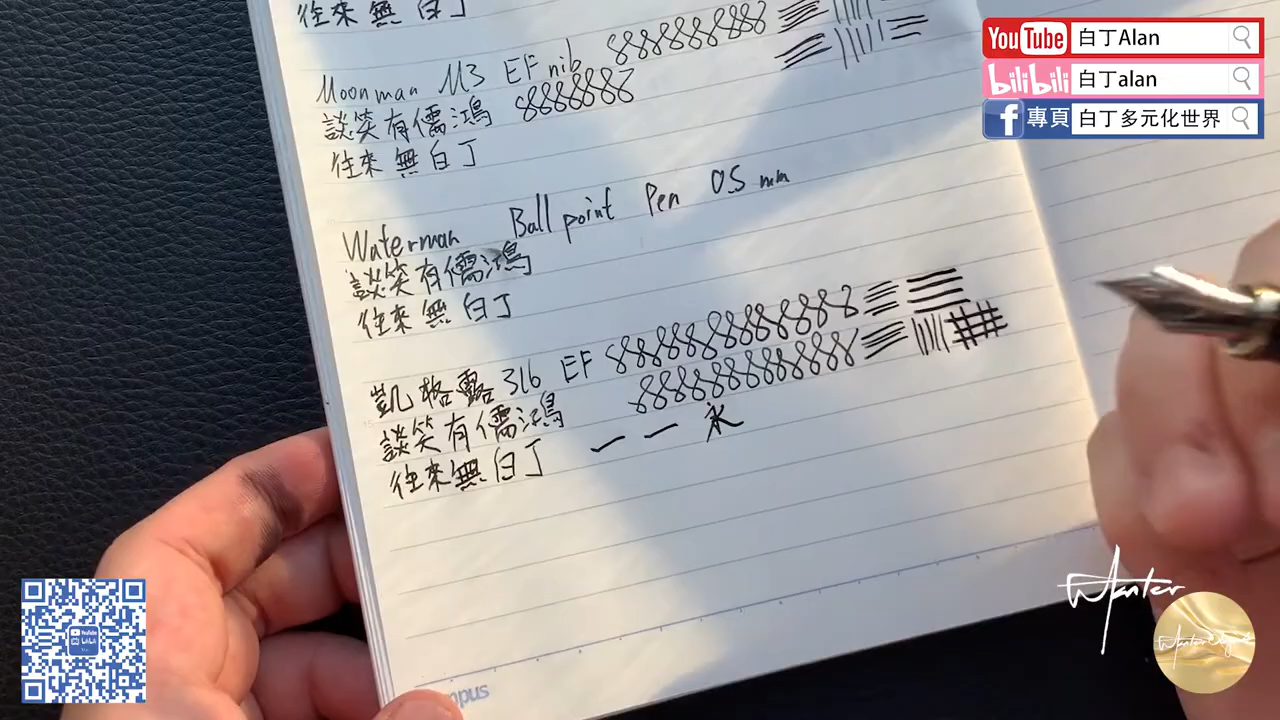 往來無白丁
Moonman M3 EF nib 88888888
談笑有儒鴻 8888888
往來無白丁
Waterman Ball point Pen 0.5 mm
談笑有儒鴻
往來無白丁
凱格露 316 EF 88888888888
談笑有儒鴻 88888888888
往來無白丁 一 一 永
YouTube 白丁Alan
bilibili 白丁alan
f 專頁 白丁多元化世界
Wanter